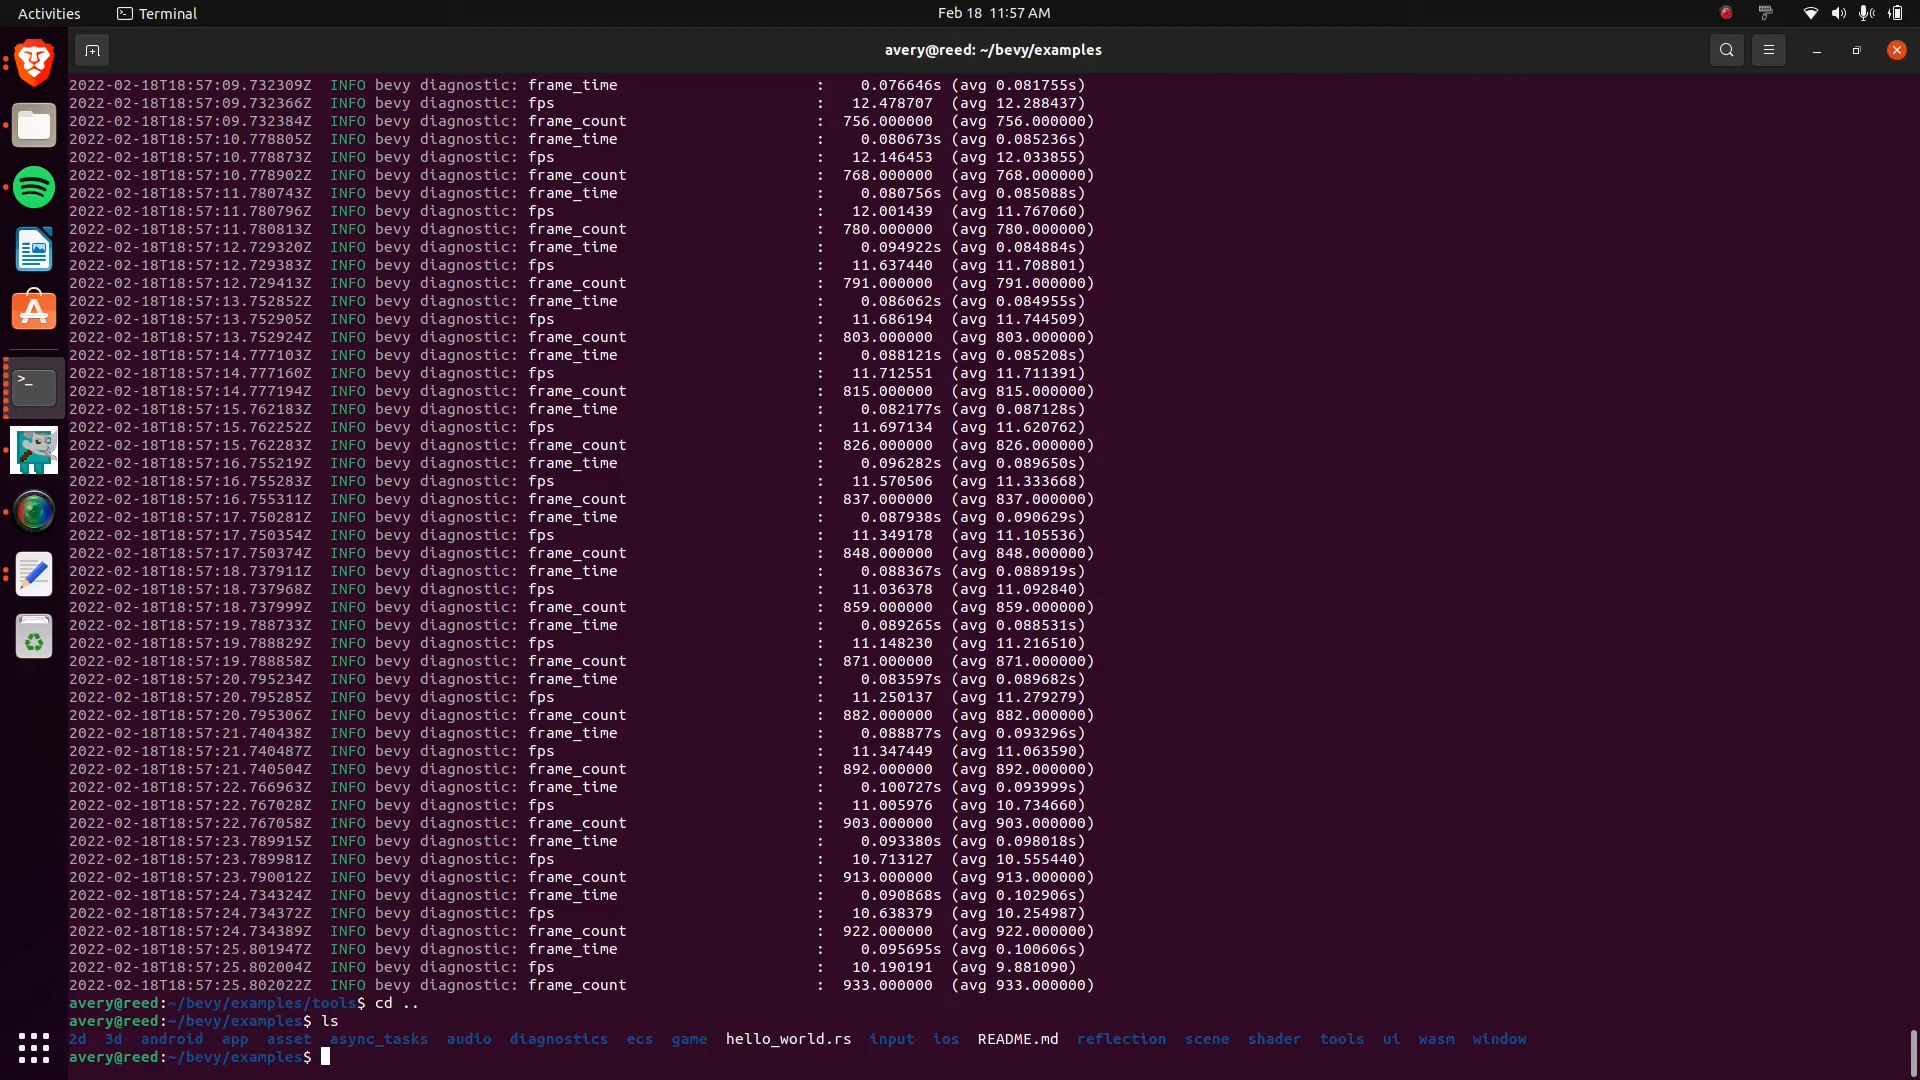 Activities Terminal Feb 18 11:57 AM
avery@reed: ~/bevy/examples
2022-02-18T18:57:09.732309Z INFO bevy diagnostic: frame_time : 0.076646s (avg 0.081755s)
2022-02-18T18:57:09.732366Z INFO bevy diagnostic: fps : 12.478707 (avg 12.288437)
2022-02-18T18:57:09.732384Z INFO bevy diagnostic: frame_count : 756.000000 (avg 756.000000)
2022-02-18T18:57:10.778805Z INFO bevy diagnostic: frame_time : 0.080673s (avg 0.085236s)
2022-02-18T18:57:10.778873Z INFO bevy diagnostic: fps : 12.146453 (avg 12.033855)
2022-02-18T18:57:10.778902Z INFO bevy diagnostic: frame_count : 768.000000 (avg 768.000000)
2022-02-18T18:57:11.780743Z INFO bevy diagnostic: frame_time : 0.080756s (avg 0.085088s)
2022-02-18T18:57:11.780796Z INFO bevy diagnostic: fps : 12.001439 (avg 11.767060)
2022-02-18T18:57:11.780813Z INFO bevy diagnostic: frame_count : 780.000000 (avg 780.000000)
2022-02-18T18:57:12.729320Z INFO bevy diagnostic: frame_time : 0.094922s (avg 0.084884s)
2022-02-18T18:57:12.729383Z INFO bevy diagnostic: fps : 11.637440 (avg 11.708801)
2022-02-18T18:57:12.729413Z INFO bevy diagnostic: frame_count : 791.000000 (avg 791.000000)
2022-02-18T18:57:13.752852Z INFO bevy diagnostic: frame_time : 0.086062s (avg 0.084955s)
2022-02-18T18:57:13.752905Z INFO bevy diagnostic: fps : 11.686194 (avg 11.744509)
2022-02-18T18:57:13.752924Z INFO bevy diagnostic: frame_count : 803.000000 (avg 803.000000)
2022-02-18T18:57:14.777103Z INFO bevy diagnostic: frame_time : 0.088121s (avg 0.085208s)
2022-02-18T18:57:14.777160Z INFO bevy diagnostic: fps : 11.712551 (avg 11.711391)
2022-02-18T18:57:14.777194Z INFO bevy diagnostic: frame_count : 815.000000 (avg 815.000000)
2022-02-18T18:57:15.762183Z INFO bevy diagnostic: frame_time : 0.082177s (avg 0.087128s)
2022-02-18T18:57:15.762252Z INFO bevy diagnostic: fps : 11.697134 (avg 11.620762)
2022-02-18T18:57:15.762283Z INFO bevy diagnostic: frame_count : 826.000000 (avg 826.000000)
2022-02-18T18:57:16.755219Z INFO bevy diagnostic: frame_time : 0.096282s (avg 0.089650s)
2022-02-18T18:57:16.755283Z INFO bevy diagnostic: fps : 11.570506 (avg 11.333668)
2022-02-18T18:57:16.755311Z INFO bevy diagnostic: frame_count : 837.000000 (avg 837.000000)
2022-02-18T18:57:17.750281Z INFO bevy diagnostic: frame_time : 0.087938s (avg 0.090629s)
2022-02-18T18:57:17.750354Z INFO bevy diagnostic: fps : 11.349178 (avg 11.105536)
2022-02-18T18:57:17.750374Z INFO bevy diagnostic: frame_count : 848.000000 (avg 848.000000)
2022-02-18T18:57:18.737911Z INFO bevy diagnostic: frame_time : 0.088367s (avg 0.088919s)
2022-02-18T18:57:18.737968Z INFO bevy diagnostic: fps : 11.036378 (avg 11.092840)
2022-02-18T18:57:18.737999Z INFO bevy diagnostic: frame_count : 859.000000 (avg 859.000000)
2022-02-18T18:57:19.788733Z INFO bevy diagnostic: frame_time : 0.089265s (avg 0.088531s)
2022-02-18T18:57:19.788829Z INFO bevy diagnostic: fps : 11.148230 (avg 11.216510)
2022-02-18T18:57:19.788858Z INFO bevy diagnostic: frame_count : 871.000000 (avg 871.000000)
2022-02-18T18:57:20.795234Z INFO bevy diagnostic: frame_time : 0.083597s (avg 0.089682s)
2022-02-18T18:57:20.795285Z INFO bevy diagnostic: fps : 11.250137 (avg 11.279279)
2022-02-18T18:57:20.795306Z INFO bevy diagnostic: frame_count : 882.000000 (avg 882.000000)
2022-02-18T18:57:21.740438Z INFO bevy diagnostic: frame_time : 0.088877s (avg 0.093296s)
2022-02-18T18:57:21.740487Z INFO bevy diagnostic: fps : 11.347449 (avg 11.063590)
2022-02-18T18:57:21.740504Z INFO bevy diagnostic: frame_count : 892.000000 (avg 892.000000)
2022-02-18T18:57:22.766963Z INFO bevy diagnostic: frame_time : 0.100727s (avg 0.093999s)
2022-02-18T18:57:22.767028Z INFO bevy diagnostic: fps : 11.005976 (avg 10.734660)
2022-02-18T18:57:22.767058Z INFO bevy diagnostic: frame_count : 903.000000 (avg 903.000000)
2022-02-18T18:57:23.789915Z INFO bevy diagnostic: frame_time : 0.093380s (avg 0.098018s)
2022-02-18T18:57:23.789981Z INFO bevy diagnostic: fps : 10.713127 (avg 10.555440)
2022-02-18T18:57:23.790012Z INFO bevy diagnostic: frame_count : 913.000000 (avg 913.000000)
2022-02-18T18:57:24.734324Z INFO bevy diagnostic: frame_time : 0.090868s (avg 0.102906s)
2022-02-18T18:57:24.734372Z INFO bevy diagnostic: fps : 10.638379 (avg 10.254987)
2022-02-18T18:57:24.734389Z INFO bevy diagnostic: frame_count : 922.000000 (avg 922.000000)
2022-02-18T18:57:25.801947Z INFO bevy diagnostic: frame_time : 0.095695s (avg 0.100606s)
2022-02-18T18:57:25.802004Z INFO bevy diagnostic: fps : 10.190191 (avg 9.881090)
2022-02-18T18:57:25.802022Z INFO bevy diagnostic: frame_count : 933.000000 (avg 933.000000)
avery@reed:~/bevy/examples/tools$ cd ..
avery@reed:~/bevy/examples$ ls
2d 3d android app asset async_tasks audio diagnostics ecs game hello_world.rs input ios README.md reflection scene shader tools ui wasm window
avery@reed:~/bevy/examples$